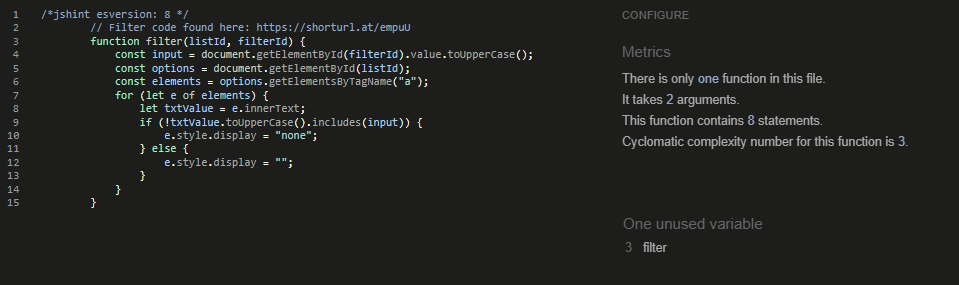 1 /*jshint esversion: 8 */
2 // Filter code found here: https://shorturl.at/empuU
3 function filter(listId, filterId) {
4 const input = document.getElementById(filterId).value.toUpperCase();
5 const options = document.getElementById(listId);
6 const elements = options.getElementsByTagName("a");
7 for (let e of elements) {
8 let txtValue = e.innerText;
9 if (!txtValue.toUpperCase().includes(input)) {
10 e.style.display = "none";
11 } else {
12 e.style.display = "";
13 }
14 }
15 }
CONFIGURE
Metrics
There is only one function in this file.
It takes 2 arguments.
This function contains 8 statements.
Cyclomatic complexity number for this function is 3.
One unused variable
3 filter